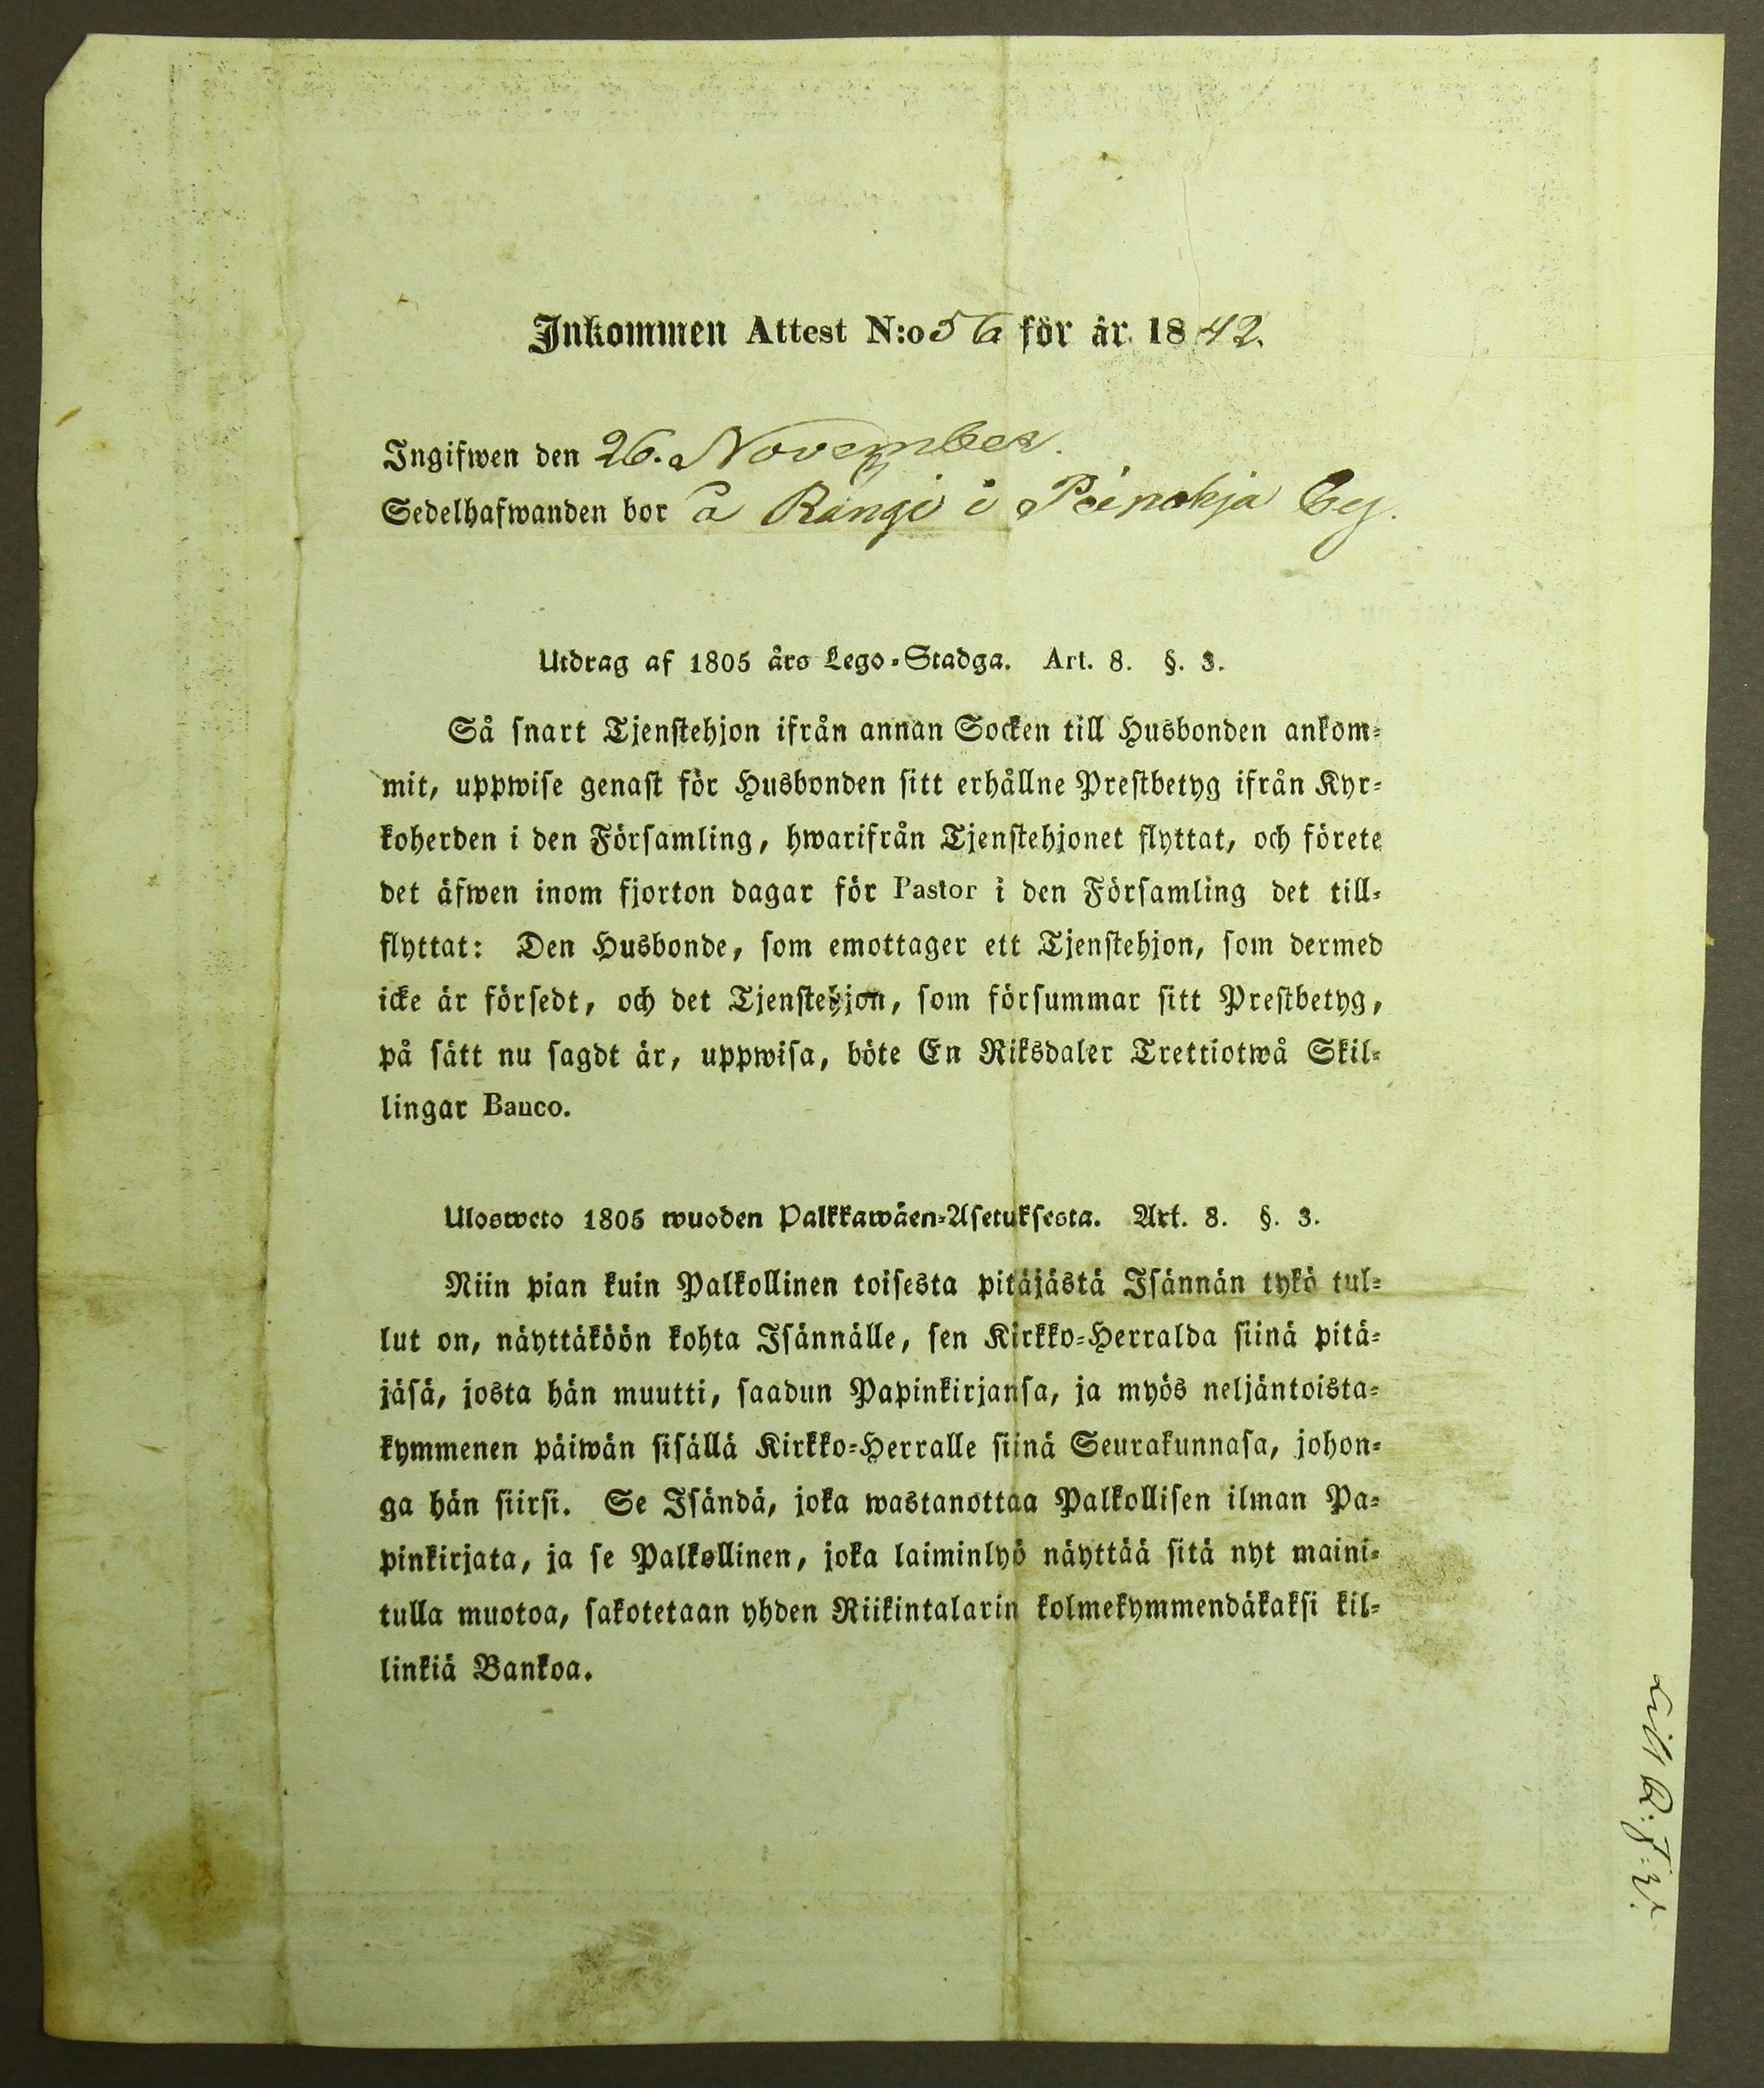 Inkommen Attest N:o 56 för år 1842.
Ingifwen den 26. November.
Sedelhafwanden bor å Rängi i by.
Utdrag af 1805 års Lego-Stadga. Art. 8. §. 3.
Så snart Tjenstehjon ifrån annan Socken till Husbonden ankom-
mit, uppwise genast för Husbonden sitt erhållne Prestbetyg ifrån Kyr-
koherden i den Församling, hwarifrån Tjenstehjonet flyttat, och förete
det äfwen inom fjorton dagar för Pastor i den Församling det till-
flyttat: Den Husbonde, som emottager ett Tjenstehjon, som dermed
icke är försedt, och det Tjenstehjon, som försummar sitt Prestbetyg,
på sätt nu sagdt är, uppwisa, böte En Riksdaler Trettiotwå Skil-
lingar Banco.
Ulosweto 1805 wuoden Palkkawäen-Asetuksesta. Art. 8. §. 3.
Niin pian kuin Palkollinen toisesta pitäjästä Isännän tykö tul-
lut on, näyttäköön kohta Isännälle, sen Kirkko-Herralda siinä pitä-
jäsä, josta hän muutti, saadun Papinkirjansa, ja myös neljäntoista-
kymmenen päiwän sisällä Kirkko-Herralle siinä Seurakunnasa, johon-
ga hän siirsi. Se Isändä, joka wastanottaa Palkollisen ilman Pa-
pinkirjata, ja se Palkollinen, joka laiminlyö näyttää sitä nyt maini-
tulla muotoa, sakotetaan yhden Riikintalarin kolmekymmendäkaksi kil-
linkiä Bankoa.